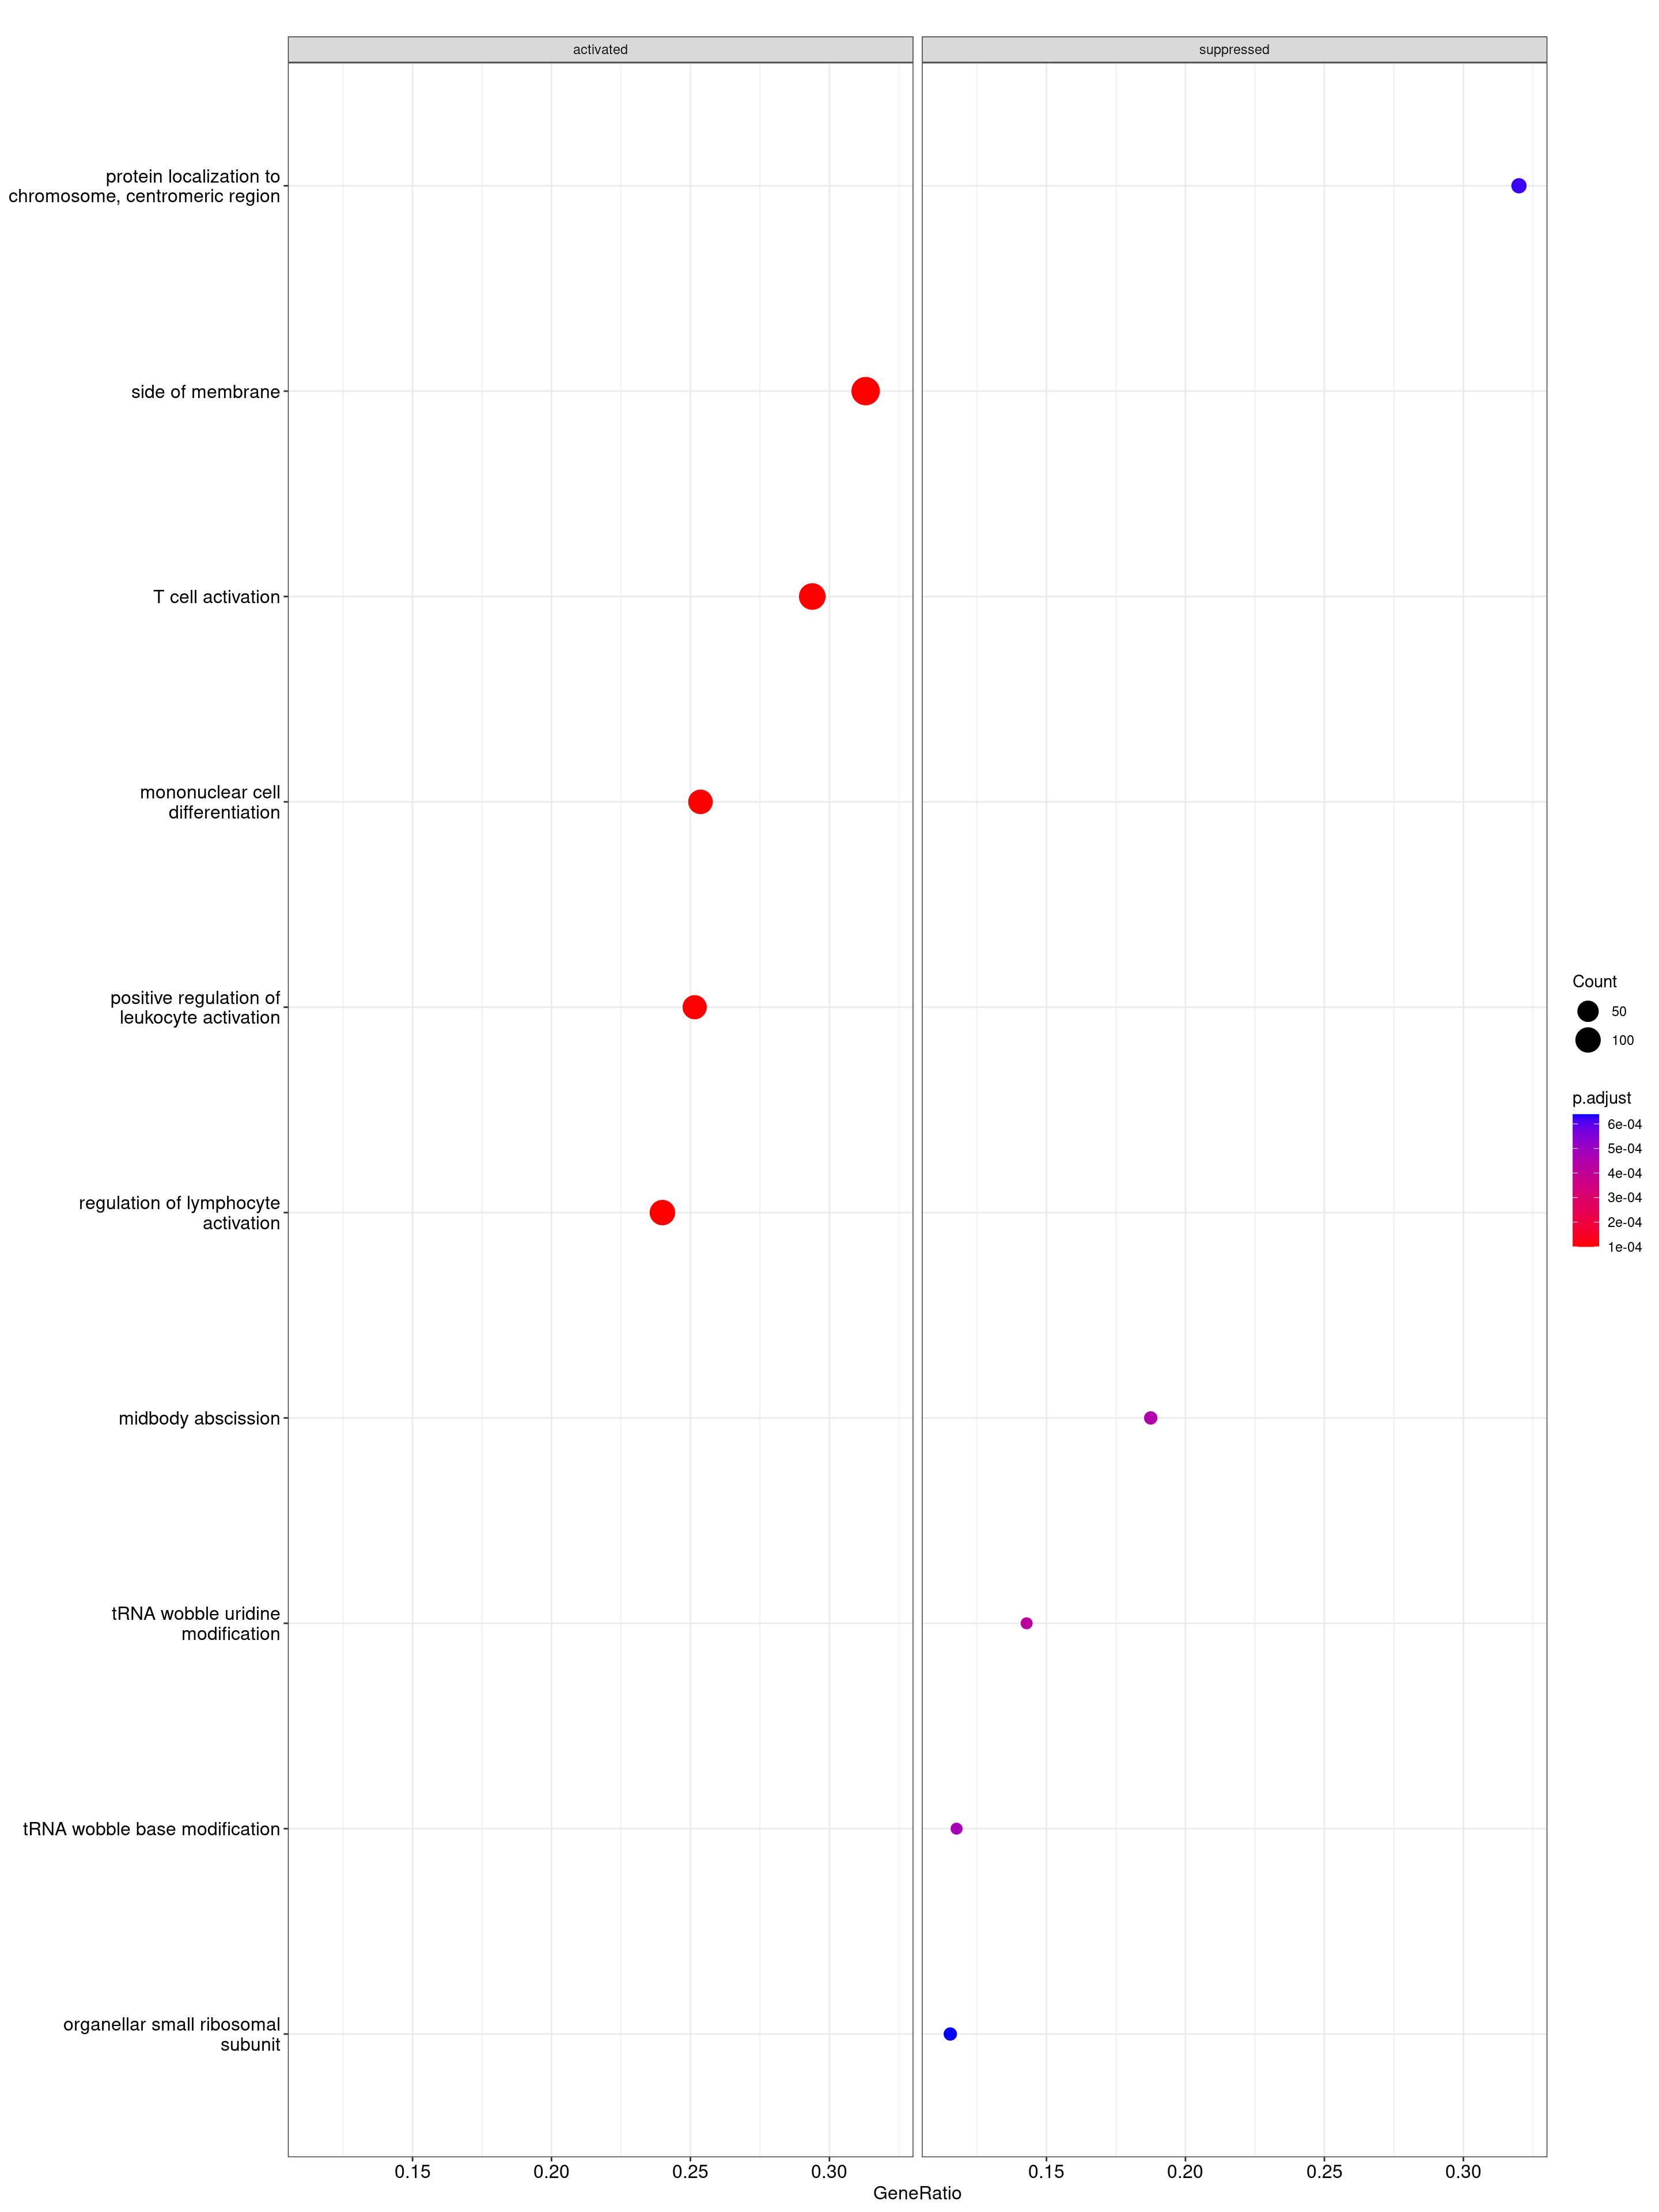 activated
suppressed
protein localization to
chromosome, centromeric region
side of membrane
T cell activation
mononuclear cell
differentiation
positive regulation of
leukocyte activation
regulation of lymphocyte
activation
midbody abscission
tRNA wobble uridine
modification
tRNA wobble base modification
organellar small ribosomal
subunit
0.15 0.20 0.25 0.30
0.15 0.20 0.25 0.30
GeneRatio
Count
50
100
p.adjust
6e-04
5e-04
4e-04
3e-04
2e-04
1e-04